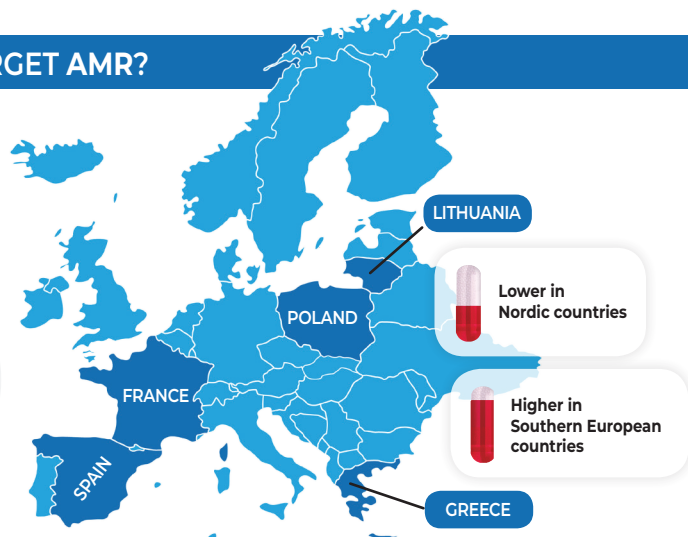 RGET AMR?
LITHUANIA
Lower in
Nordic countries
POLAND
FRANCE
Higher in
Southern European
countries
SPAIN
GREECE